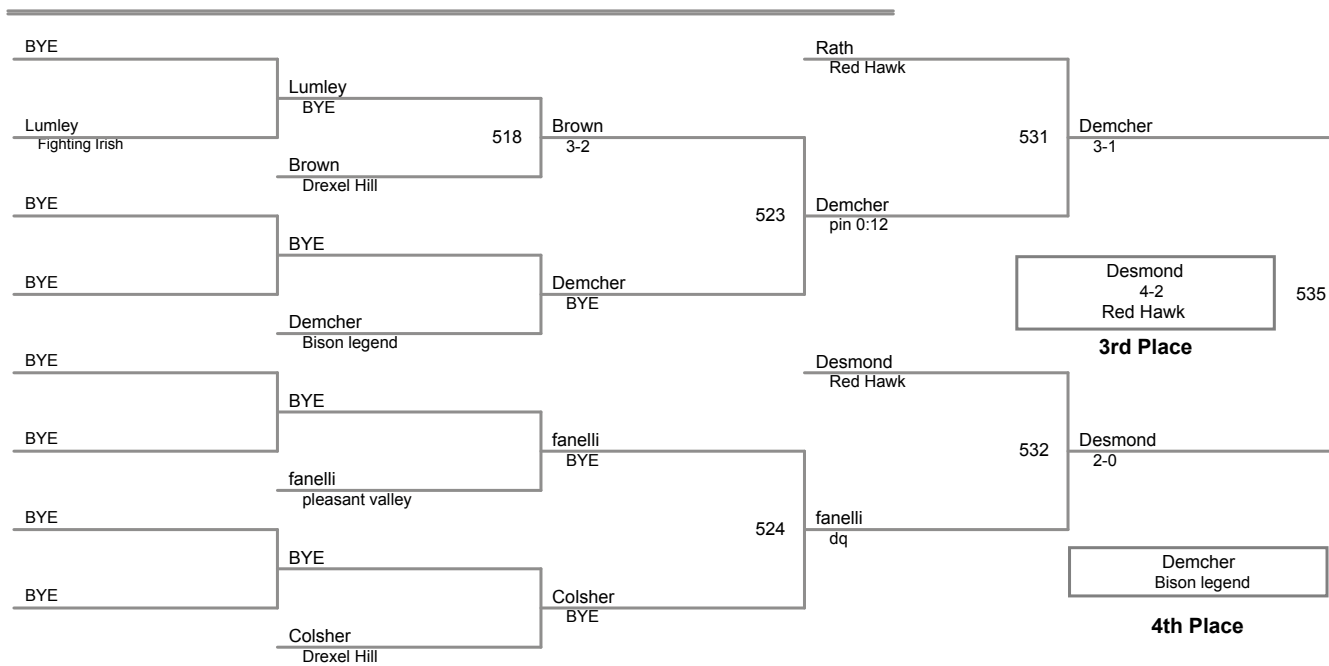 BYE
Rath
Red Hawk
Lumley
BYE
Lumley
Fighting Irish
518
Brown
3-2
531
Demcher
3-1
Brown
Drexel Hill
BYE
523
Demcher
pin 0:12
BYE
Desmond
4-2
Red Hawk
535
BYE
Demcher
BYE
Demcher
Bison legend
3rd Place
BYE
Desmond
Red Hawk
BYE
BYE
fanelli
BYE
532
Desmond
2-0
fanelli
pleasant valley
BYE
524
fanelli
dq
BYE
Demcher
Bison legend
BYE
Colsher
BYE
4th Place
Colsher
Drexel Hill